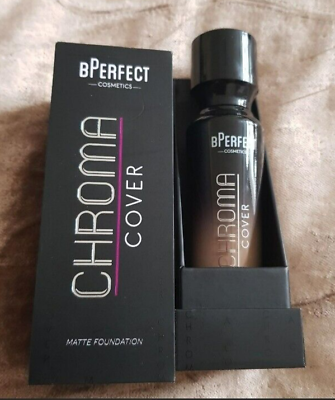 BPERFECT
COSMETICS
CHROMA
COVER
MATTE FOUNDATION
BPERFECT
COSMETICS
CHROMA
COVER